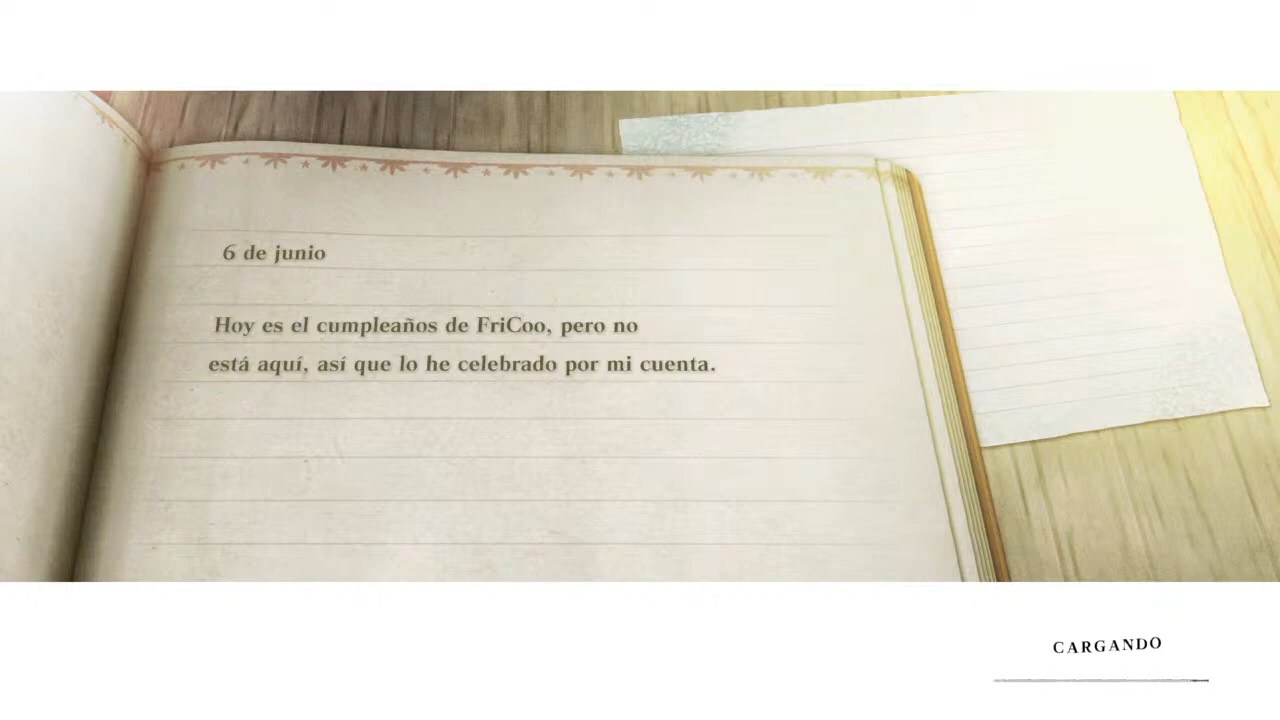 6 de junio
Hoy es el cumpleaños de FriCoo, pero no
está aquí, así que lo he celebrado por mi cuenta.
CARGANDO